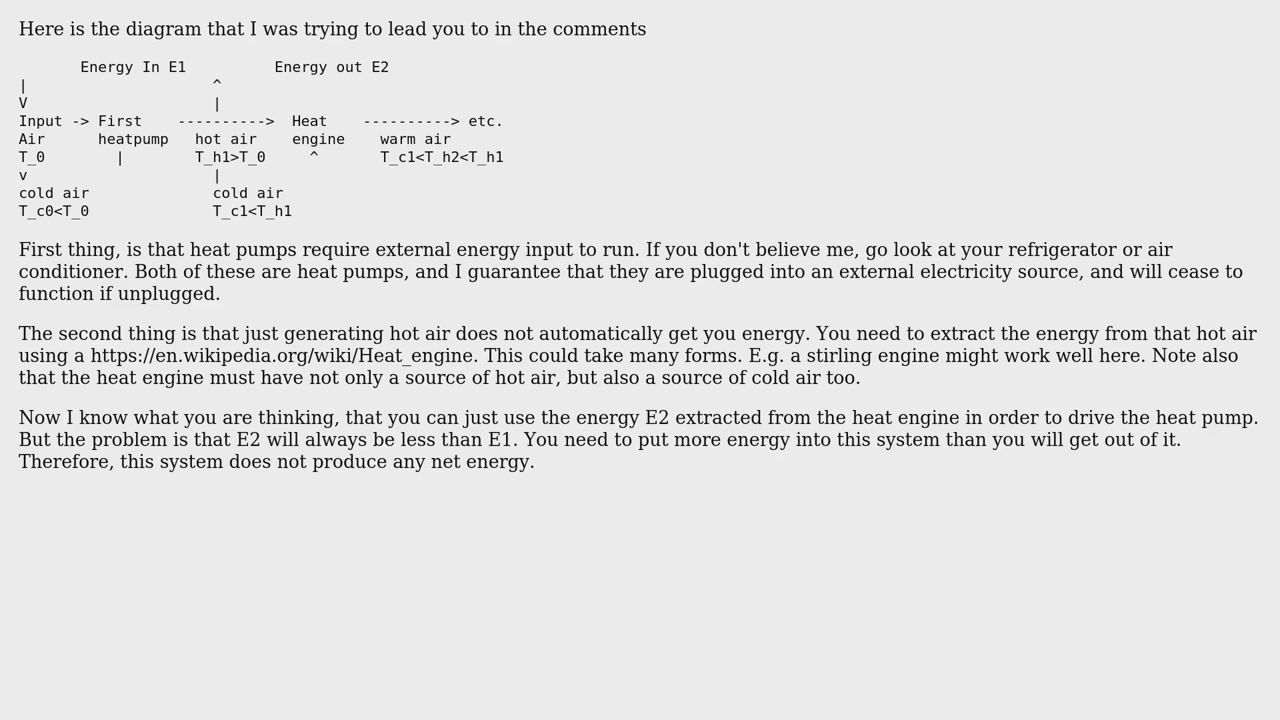 Here is the diagram that I was trying to lead you to in the comments
       Energy In E1          Energy out E2
|                     ^
V                     |
Input -> First    ---------->  Heat    ----------> etc.
Air      heatpump   hot air    engine    warm air
T_0        |        T_h1>T_0     ^       T_c1<T_h2<T_h1
v                     |
cold air              cold air
T_c0<T_0              T_c1<T_h1
First thing, is that heat pumps require external energy input to run. If you don't believe me, go look at your refrigerator or air
conditioner. Both of these are heat pumps, and I guarantee that they are plugged into an external electricity source, and will cease to
function if unplugged.
The second thing is that just generating hot air does not automatically get you energy. You need to extract the energy from that hot air
using a https://en.wikipedia.org/wiki/Heat_engine. This could take many forms. E.g. a stirling engine might work well here. Note also
that the heat engine must have not only a source of hot air, but also a source of cold air too.
Now I know what you are thinking, that you can just use the energy E2 extracted from the heat engine in order to drive the heat pump.
But the problem is that E2 will always be less than E1. You need to put more energy into this system than you will get out of it.
Therefore, this system does not produce any net energy.